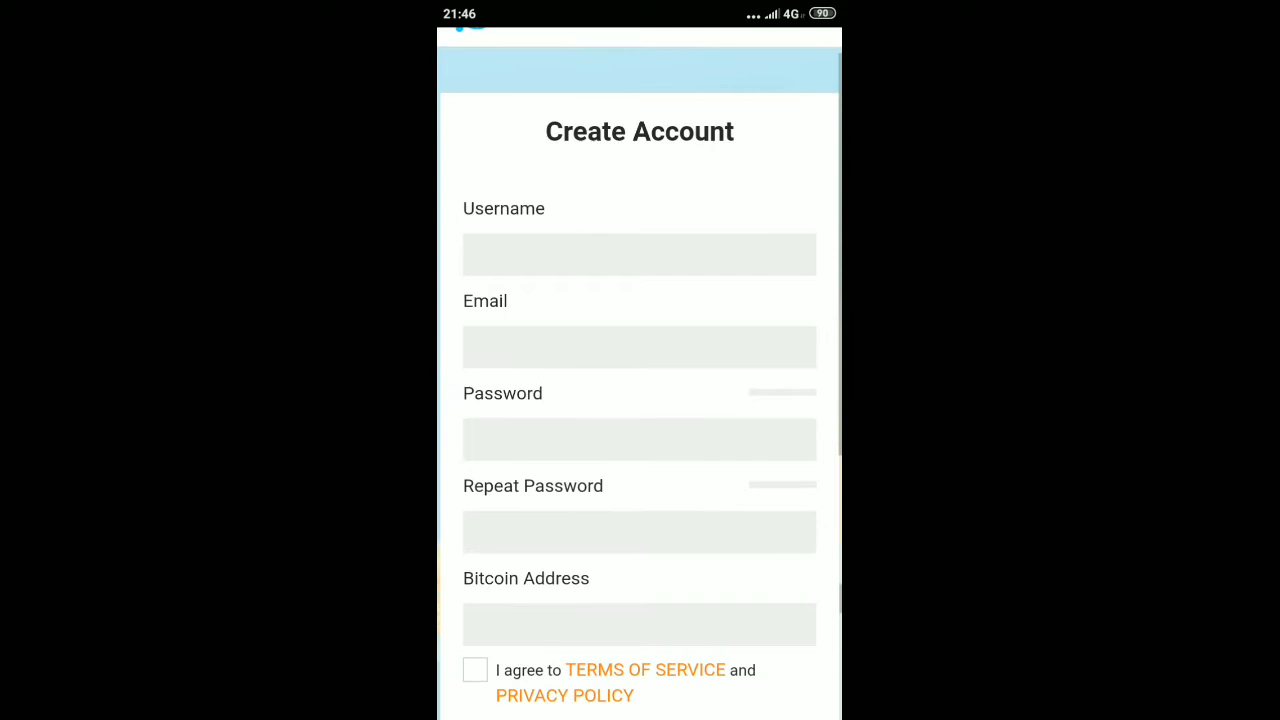 21:46 4G 90
Create Account
Username
Email
Password
Repeat Password
Bitcoin Address
I agree to TERMS OF SERVICE and
PRIVACY POLICY